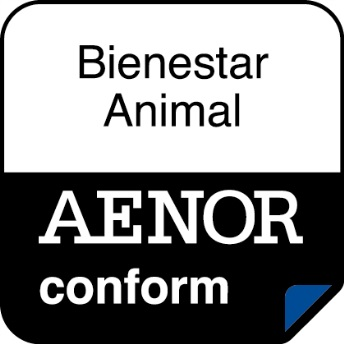 Bienestar
Animal
AENOR
conform